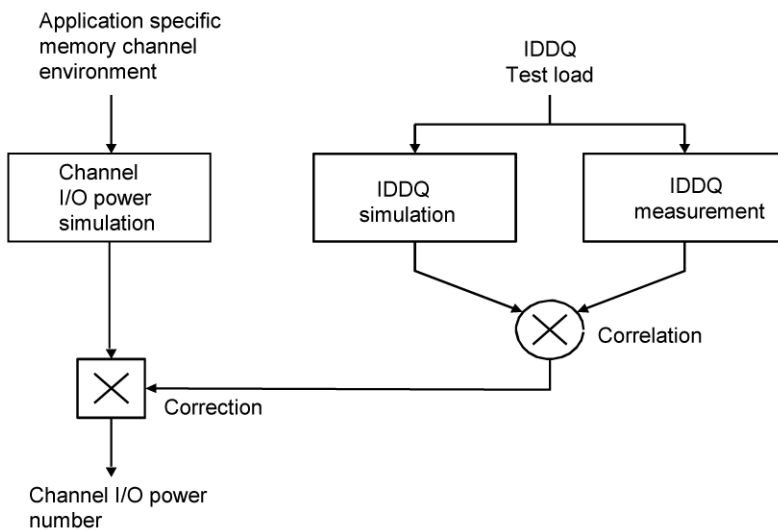 Application specific
memory channel
environment
IDDQ
Test load
Channel
I/O power
simulation
IDDQ
simulation
IDDQ
measurement
Correlation
Correction
Channel I/O power
number